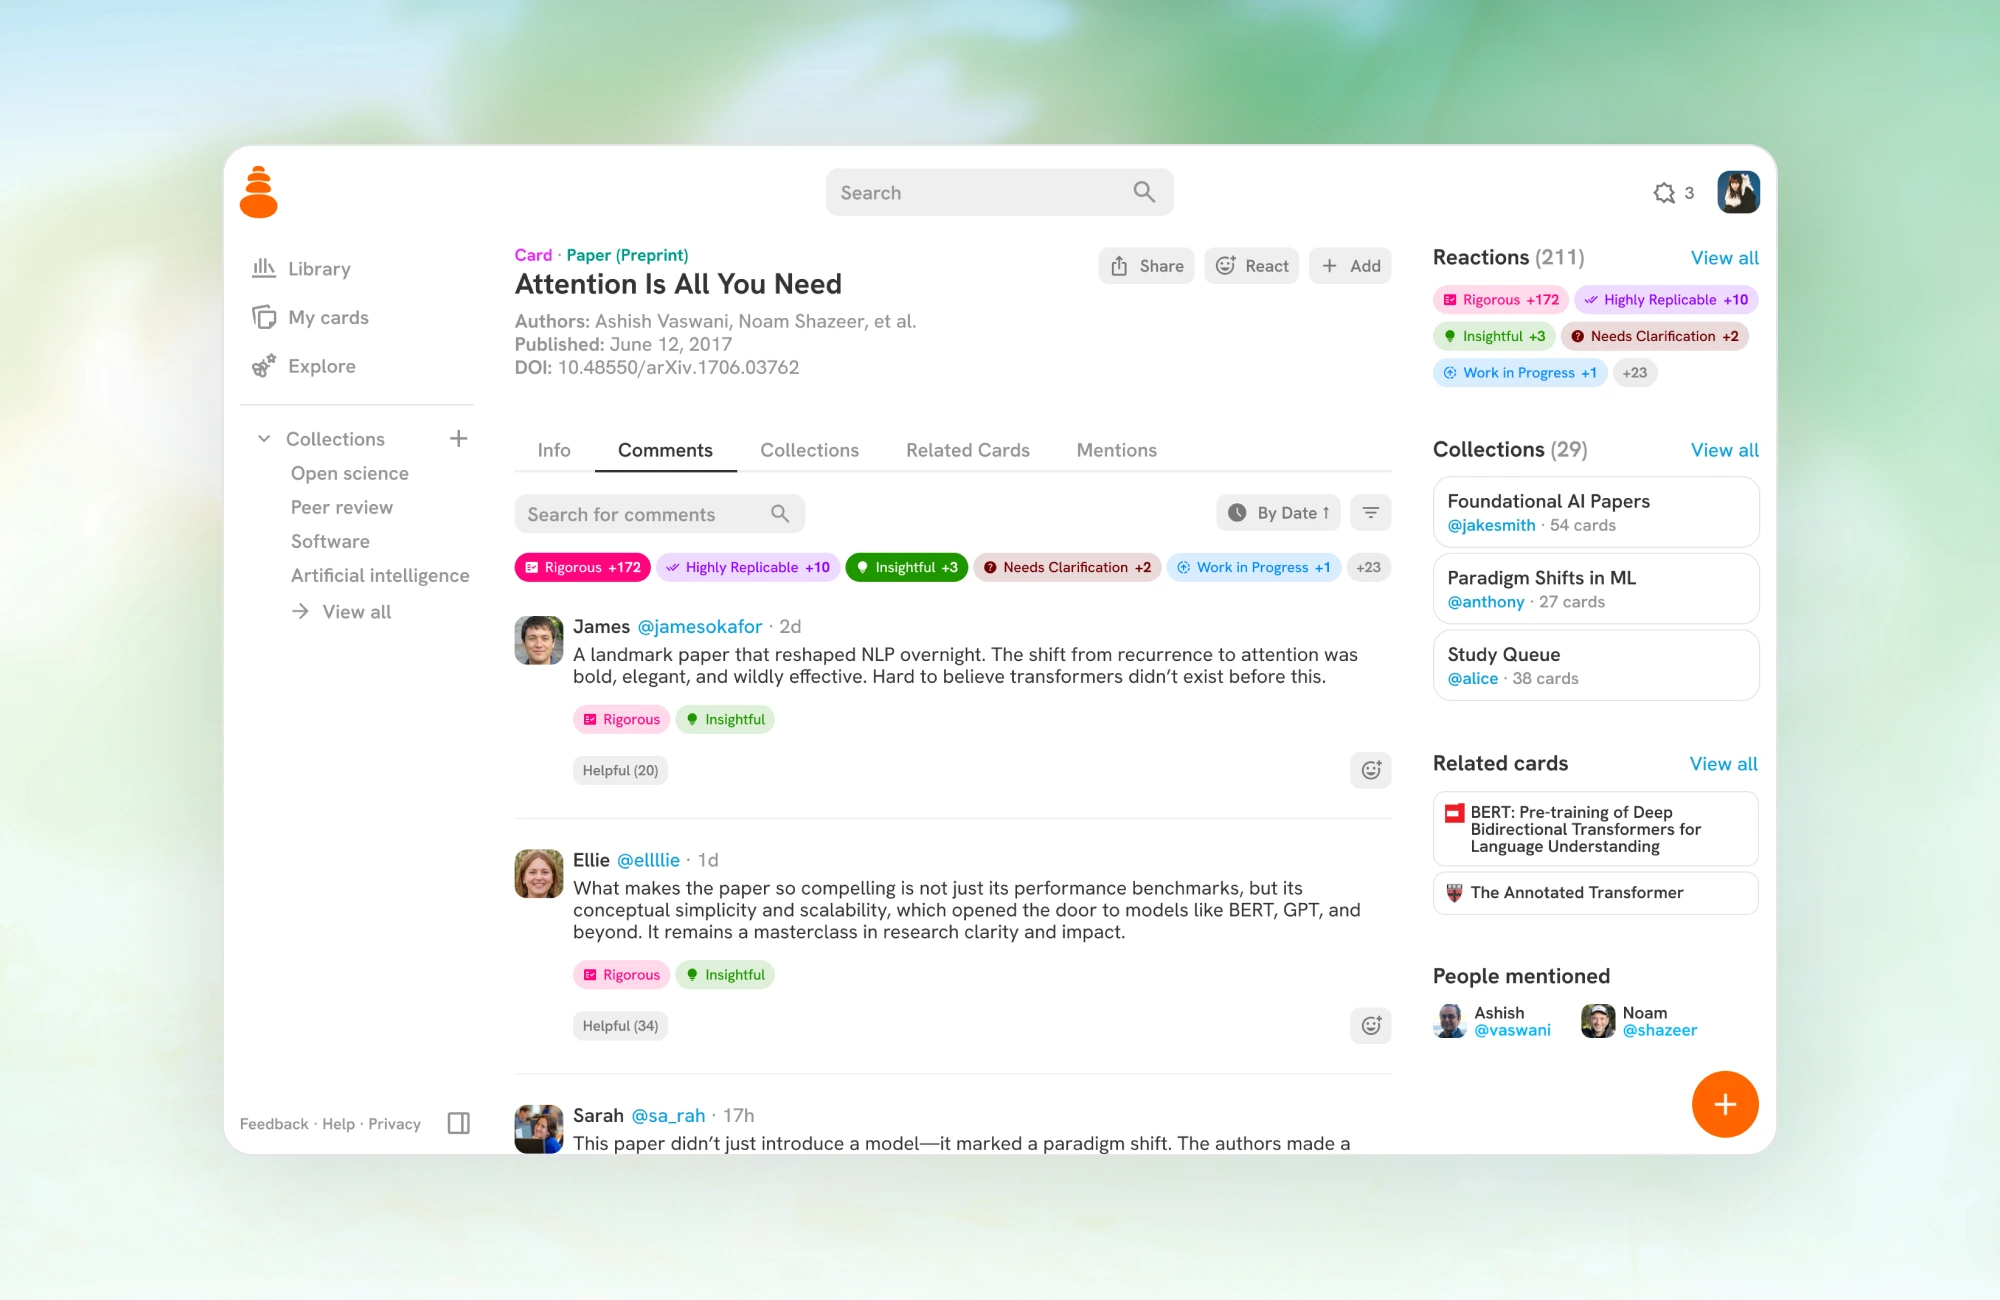 Search
3
Library
My cards
Explore
Collections
Open science
Peer review
Software
Artificial intelligence
View all
Feedback · Help · Privacy
Card · Paper (Preprint)
Attention Is All You Need
Authors: Ashish Vaswani, Noam Shazeer, et al.
Published: June 12, 2017
DOI: 10.48550/arXiv.1706.03762
Share
React
Add
Info
Comments
Collections
Related Cards
Mentions
Search for comments
By Date ↑
Rigorous +172
Highly Replicable +10
Insightful +3
Needs Clarification +2
Work in Progress +1
+23
James @jamesokafor · 2d
A landmark paper that reshaped NLP overnight. The shift from recurrence to attention was
bold, elegant, and wildly effective. Hard to believe transformers didn’t exist before this.
Rigorous
Insightful
Helpful (20)
Ellie @ellllie · 1d
What makes the paper so compelling is not just its performance benchmarks, but its
conceptual simplicity and scalability, which opened the door to models like BERT, GPT, and
beyond. It remains a masterclass in research clarity and impact.
Rigorous
Insightful
Helpful (34)
Sarah @sa_rah · 17h
This paper didn’t just introduce a model—it marked a paradigm shift. The authors made a
Reactions (211)
View all
Rigorous +172
Highly Replicable +10
Insightful +3
Needs Clarification +2
Work in Progress +1
+23
Collections (29)
View all
Foundational AI Papers
@jakesmith · 54 cards
Paradigm Shifts in ML
@anthony · 27 cards
Study Queue
@alice · 38 cards
Related cards
View all
BERT: Pre-training of Deep
Bidirectional Transformers for
Language Understanding
The Annotated Transformer
People mentioned
Ashish
@vaswani
Noam
@shazeer